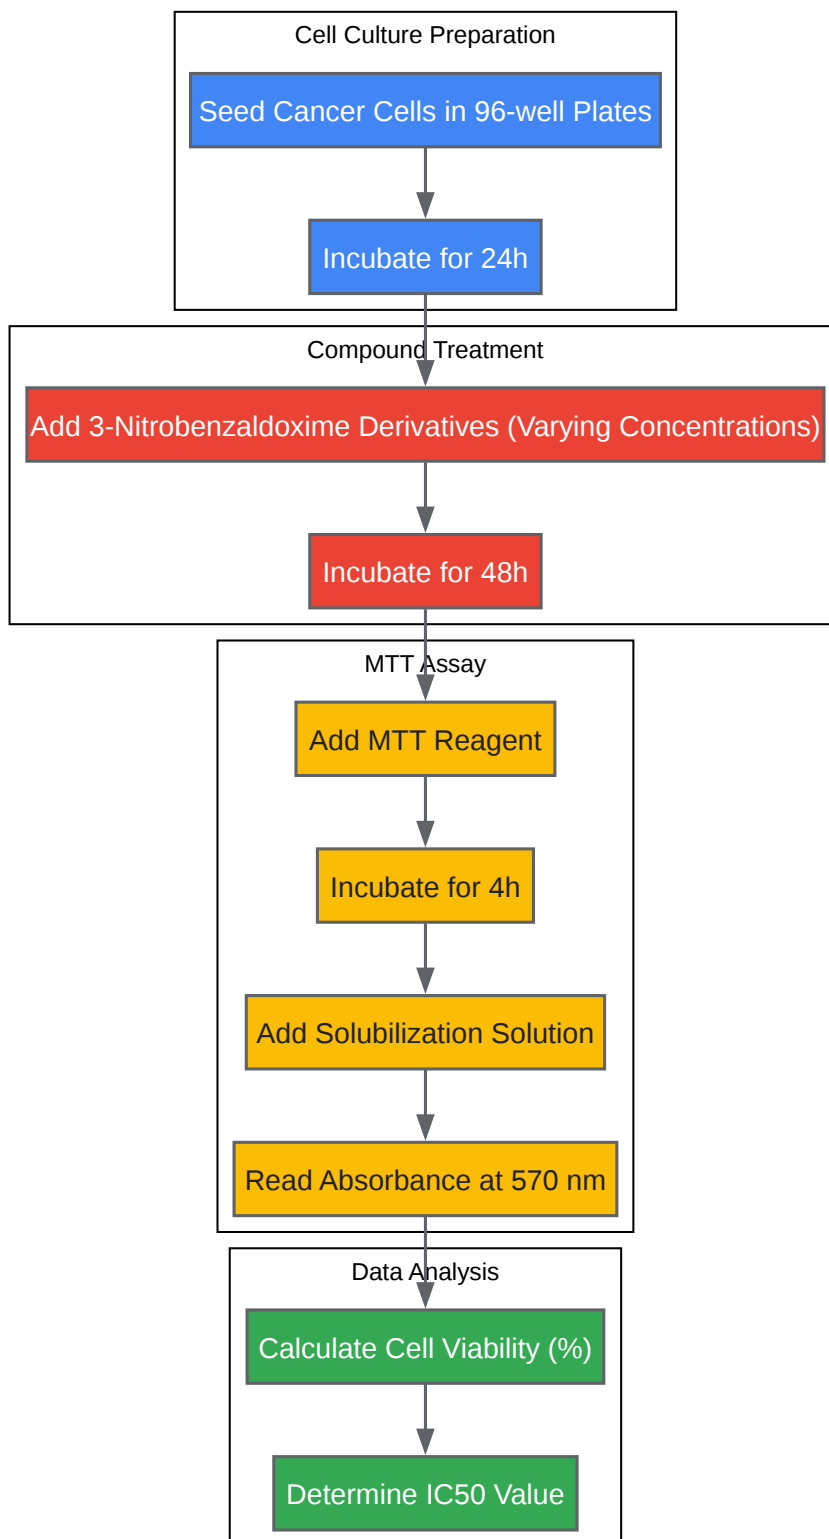 Cell Culture Preparation
Seed Cancer Cells in 96-well Plates
Incubate for 24h
Compound Treatment
Add 3-Nitrobenzaldoxime Derivatives (Varying Concentrations)
Incubate for 48h
MTT Assay
Add MTT Reagent
Incubate for 4h
Add Solubilization Solution
Read Absorbance at 570 nm
Data Analysis
Calculate Cell Viability (%)
Determine IC50 Value